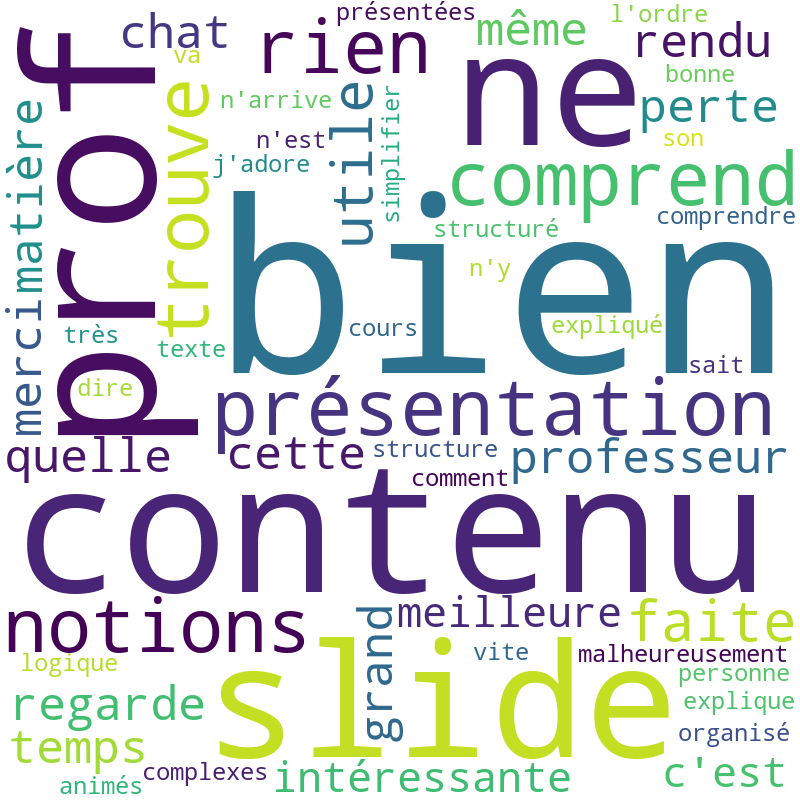 présentées
l'ordre
chat
rien
même
rendu
va
bonne
n'arrive
ne
perte
prof
n'est
son
j'adore
simplifier
utile
trouve
matière
comprend
comprendre
structuré
n'y
bien
merci
très
cours
expliqué
texte
sait
dire
présentation
quelle
cette
structure
professeur
comment
contenu
notions
grand
meilleure
faite
logique
slide
vite
malheureusement
personne
regarde
explique
temps
organisé
complexes
intéressante
c'est
animés